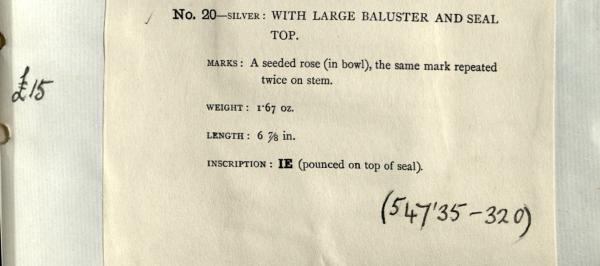 No. 20—SILVER: WITH LARGE BALUSTER AND SEAL
TOP.
MARKS: A seeded rose (in bowl), the same mark repeated
twice on stem.
£15
WEIGHT: 1·67 oz.
LENGTH: 6 ⅞ in.
INSCRIPTION: IE (pounced on top of seal).
(547'35-320)